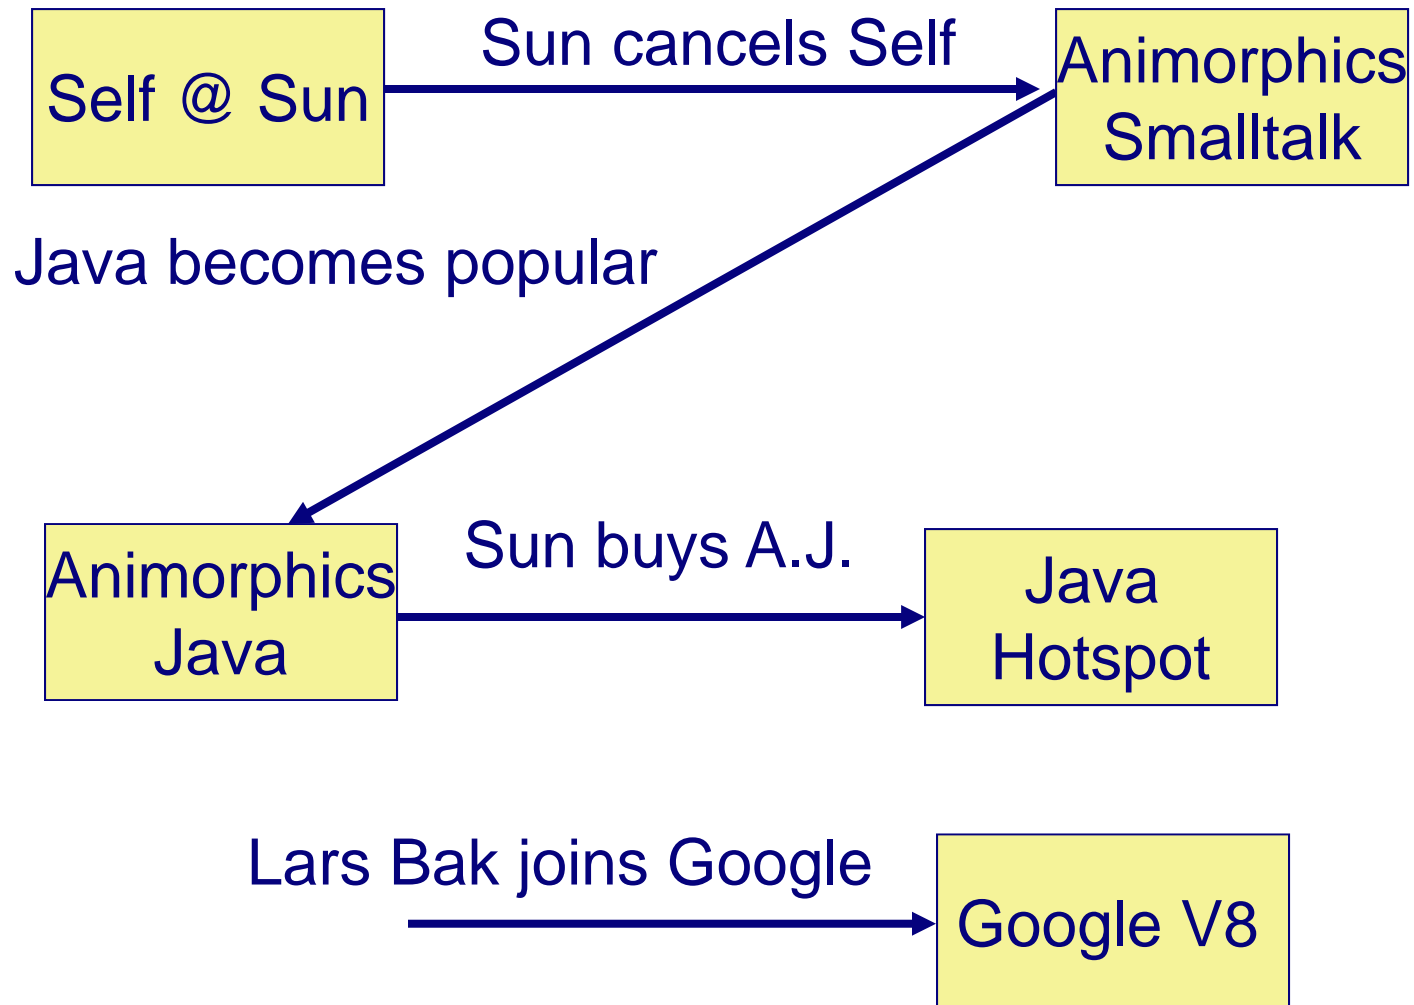 Self @ Sun
Sun cancels Self
Animorphics
Smalltalk
Java becomes popular
Animorphics
Java
Sun buys A.J.
Java
Hotspot
Lars Bak joins Google
Google V8